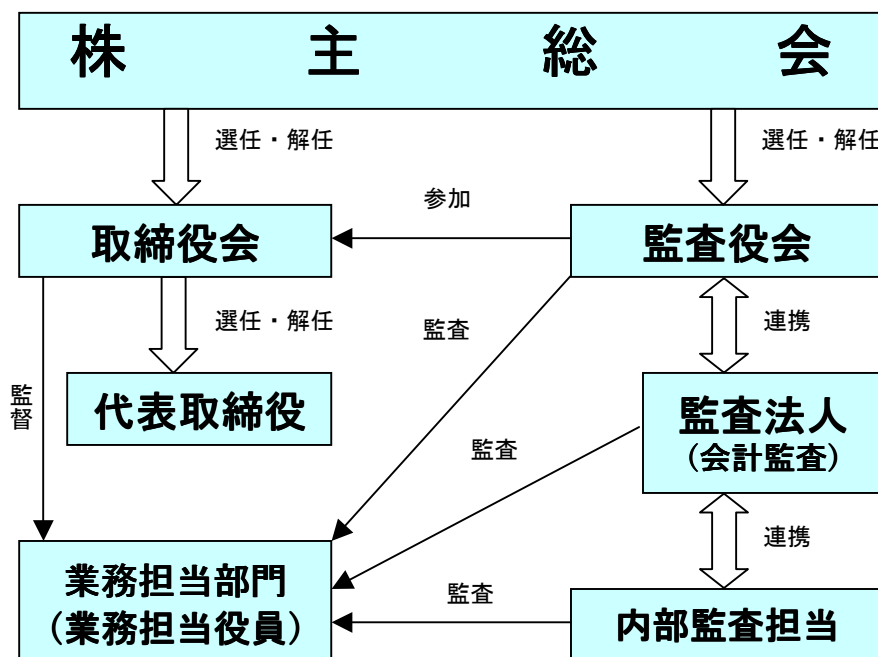 株主総会
選任・解任
選任・解任
参加
取締役会
監査役会
選任・解任
監査
連携
監督
代表取締役
監査法人
（会計監査）
監査
連携
業務担当部門
（業務担当役員）
監査
内部監査担当